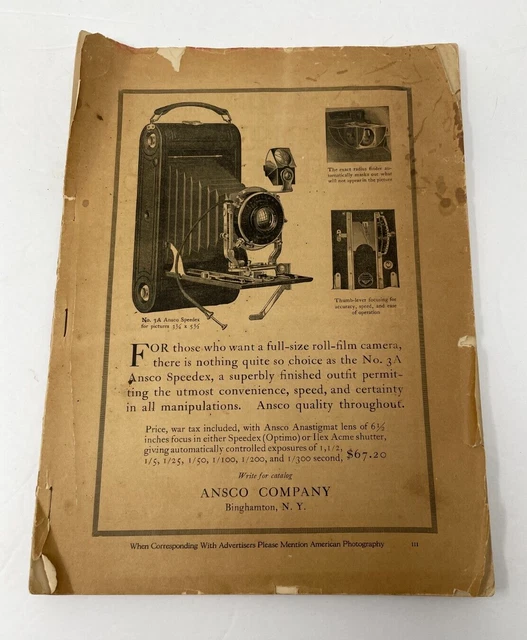 The exact radius finder au-
tomatically masks out what
will not appear in the picture
Thumb-lever focusing for
accuracy, speed, and ease
of operation
No. 3A Ansco Speedex
for pictures 3¼ x 5½
FOR those who want a full-size roll-film camera,
there is nothing quite so choice as the No. 3A
Ansco Speedex, a superbly finished outfit permit-
ting the utmost convenience, speed, and certainty
in all manipulations. Ansco quality throughout.
Price, war tax included, with Ansco Anastigmat lens of 6½
inches focus in either Speedex (Optimo) or Ilex Acme shutter,
giving automatically controlled exposures of 1, 1/2,
1/5, 1/25, 1/50, 1/100, 1/200, and 1/300 second, $67.20
Write for catalog
ANSCO COMPANY
Binghamton, N. Y.
When Corresponding With Advertisers Please Mention American Photography III